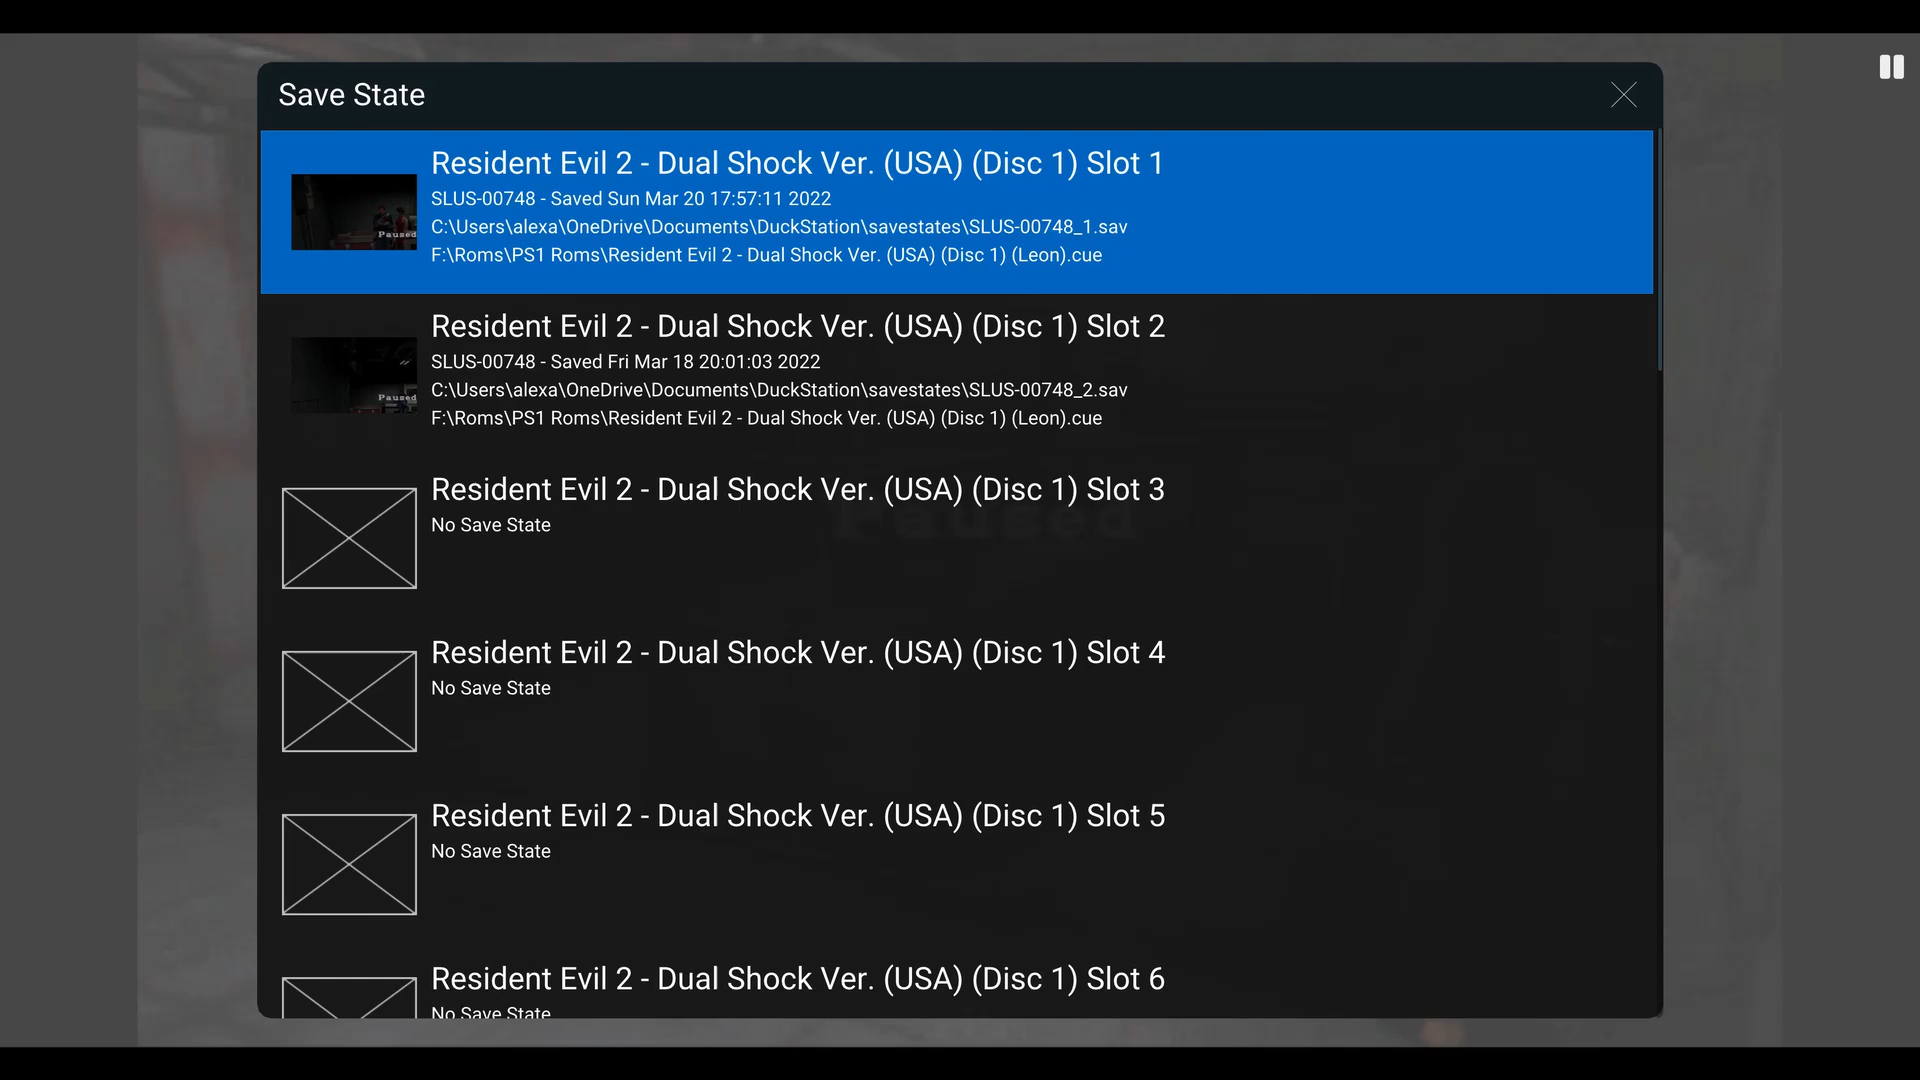 Save State
Resident Evil 2 - Dual Shock Ver. (USA) (Disc 1) Slot 1
SLUS-00748 - Saved Sun Mar 20 17:57:11 2022
C:\Users\alexa\OneDrive\Documents\DuckStation\savestates\SLUS-00748_1.sav
Paused
F:\Roms\PS1 Roms\Resident Evil 2 - Dual Shock Ver. (USA) (Disc 1) (Leon).cue
Resident Evil 2 - Dual Shock Ver. (USA) (Disc 1) Slot 2
SLUS-00748 - Saved Fri Mar 18 20:01:03 2022
C:\Users\alexa\OneDrive\Documents\DuckStation\savestates\SLUS-00748_2.sav
Paused
F:\Roms\PS1 Roms\Resident Evil 2 - Dual Shock Ver. (USA) (Disc 1) (Leon).cue
Resident Evil 2 - Dual Shock Ver. (USA) (Disc 1) Slot 3
No Save State
Paused
Resident Evil 2 - Dual Shock Ver. (USA) (Disc 1) Slot 4
No Save State
Resident Evil 2 - Dual Shock Ver. (USA) (Disc 1) Slot 5
No Save State
Resident Evil 2 - Dual Shock Ver. (USA) (Disc 1) Slot 6
No Save State